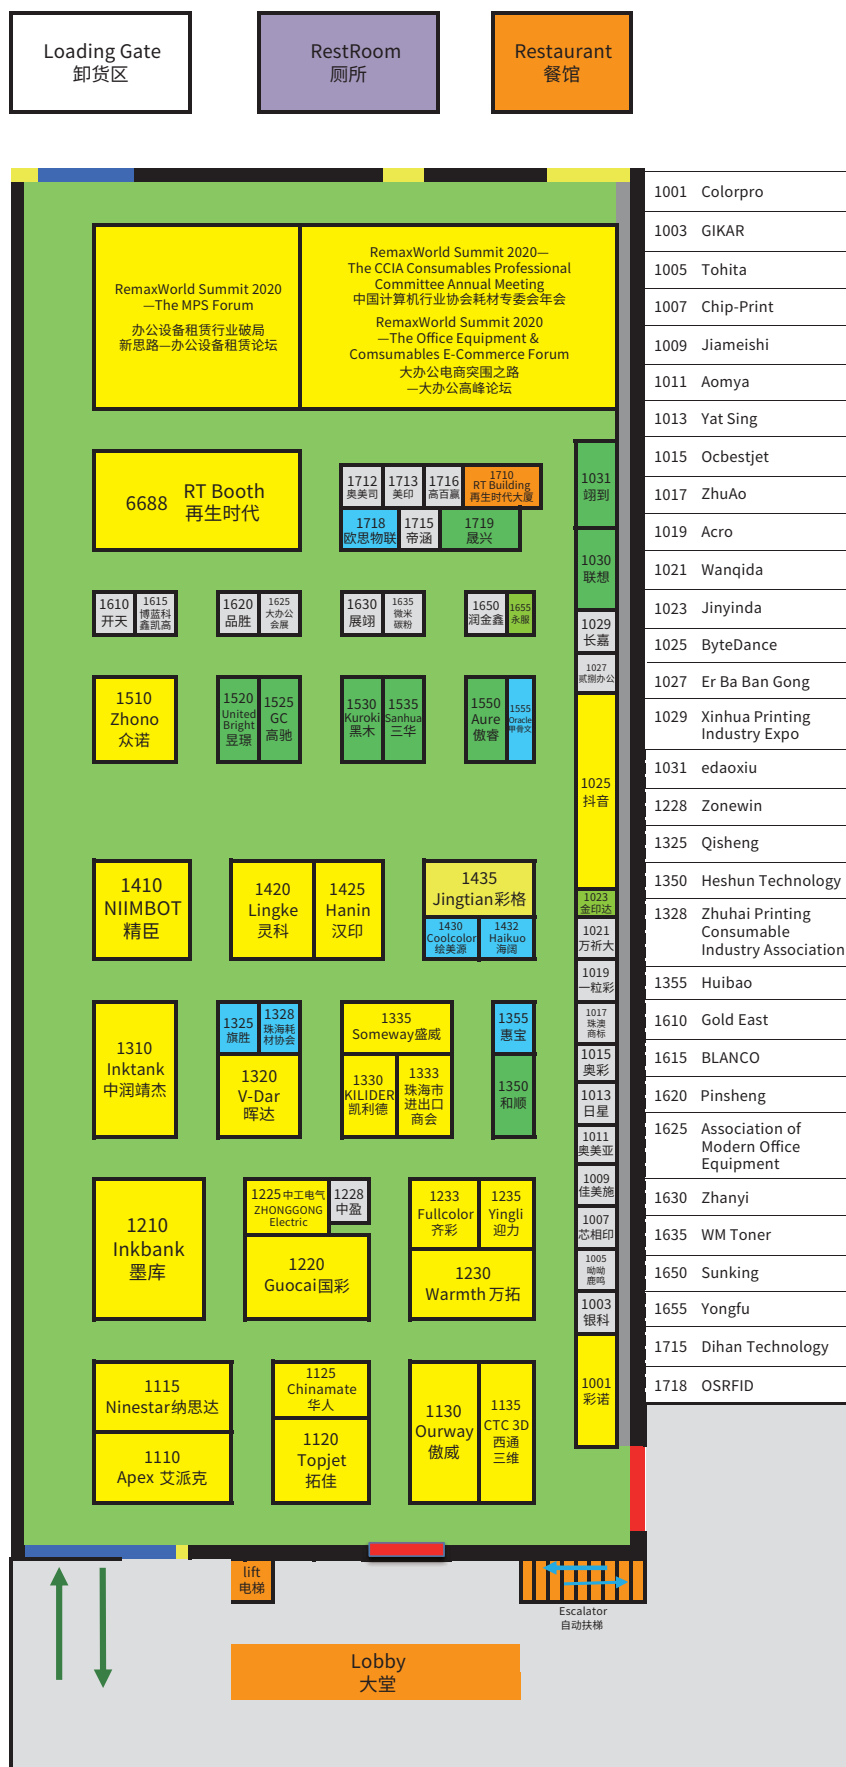 Loading Gate
卸货区
RestRoom
厕所
Restaurant
餐馆
RemaxWorld Summit 2020
—The MPS Forum
办公设备租赁行业破局
新思路—办公设备租赁论坛
RemaxWorld Summit 2020—
The CCIA Consumables Professional
Committee Annual Meeting
中国计算机行业协会耗材专委会年会
RemaxWorld Summit 2020
—The Office Equipment &
Comsumables E-Commerce Forum
大办公电商突围之路
—大办公高峰论坛
6688
RT Booth
再生时代
1712
奥美司
1713
美印
1716
高百赢
1710
RT Building
再生时代大厦
1718
欧思物联
1715
帝涵
1719
晟兴
1610
开天
1615
博蓝科
鑫凯高
1620
品胜
1625
大办公
会展
1630
展翊
1635
微米
碳粉
1650
润金鑫
1655
永服
1510
Zhono
众诺
1520
United
Bright
昱璟
1525
GC
高驰
1530
Kuroki
黑木
1535
Sanhua
三华
1550
Aure
傲睿
1555
Oracle
甲骨文
1410
NIIMBOT
精臣
1420
Lingke
灵科
1425
Hanin
汉印
1435
Jingtian彩格
1430
Coolcolor
绘美源
1432
Haikuo
海阔
1310
Inktank
中润靖杰
1325
旗胜
1328
珠海耗
材协会
1320
V-Dar
晖达
1335
Someway盛威
1330
KILIDER
凯利德
1333
珠海市
进出口
商会
1355
惠宝
1350
和顺
1210
Inkbank
墨库
1225中工电气
ZHONGGONG
Electric
1228
中盈
1220
Guocai国彩
1233
Fullcolor
齐彩
1235
Yingli
迎力
1230
Warmth万拓
1115
Ninestar纳思达
1110
Apex 艾派克
1125
Chinamate
华人
1120
Topjet
拓佳
1130
Ourway
傲威
1135
CTC 3D
西通
三维
1031
翊到
1030
联想
1029
长嘉
1027
贰捌办公
1025
抖音
1023
金印达
1021
万祈大
1019
一粒彩
1017
珠澳
商标
1015
奥彩
1013
日星
1011
奥美亚
1009
佳美施
1007
芯相印
1005
呦呦
鹿鸣
1003
银科
1001
彩诺
1001 Colorpro
1003 GIKAR
1005 Tohita
1007 Chip-Print
1009 Jiameishi
1011 Aomya
1013 Yat Sing
1015 Ocbestjet
1017 ZhuAo
1019 Acro
1021 Wanqida
1023 Jinyinda
1025 ByteDance
1027 Er Ba Ban Gong
1029 Xinhua Printing
Industry Expo
1031 edaoxiu
1228 Zonewin
1325 Qisheng
1350 Heshun Technology
1328 Zhuhai Printing
Consumable
Industry Association
1355 Huibao
1610 Gold East
1615 BLANCO
1620 Pinsheng
1625 Association of
Modern Office
Equipment
1630 Zhanyi
1635 WM Toner
1650 Sunking
1655 Yongfu
1715 Dihan Technology
1718 OSRFID
lift
电梯
Escalator
自动扶梯
Lobby
大堂